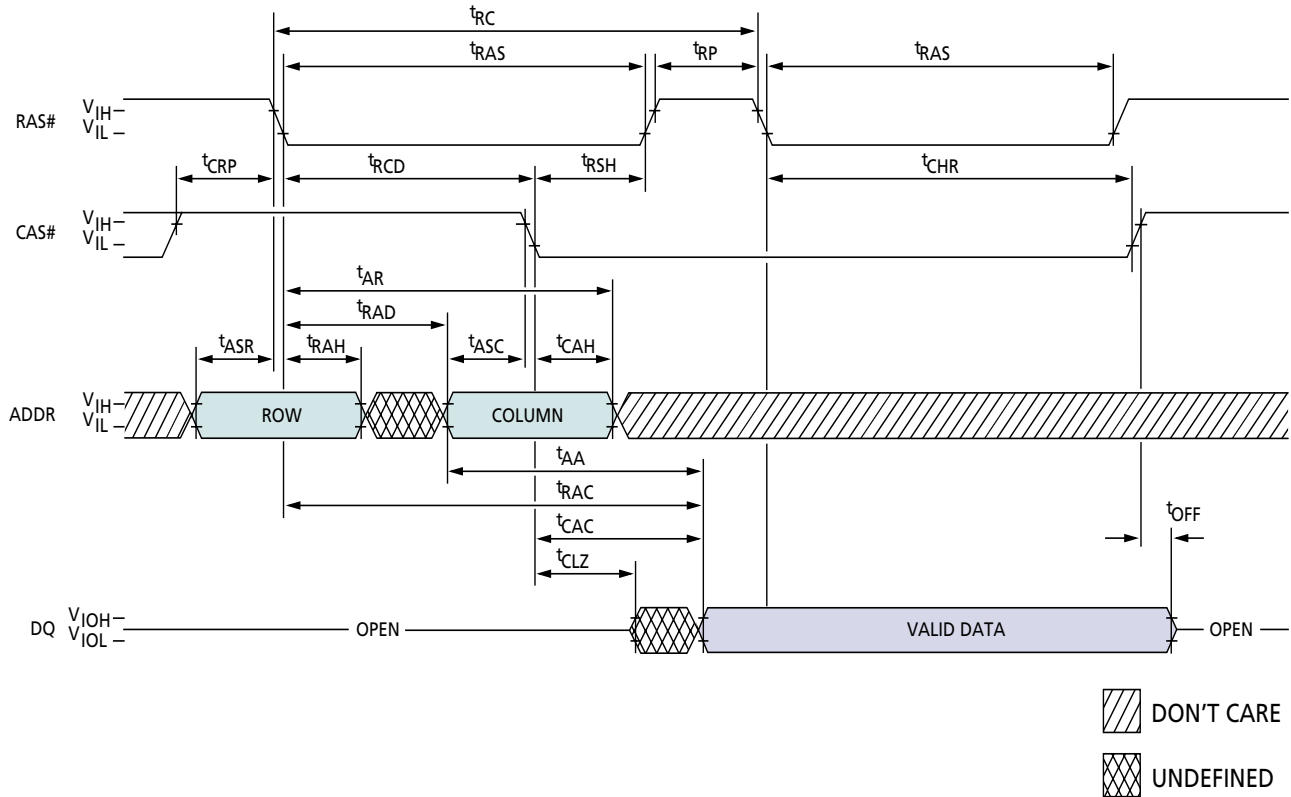 tRC
tRAS tRP tRAS
RAS# VIH
VIL
tCRP tRCD tRSH tCHR
CAS# VIH
VIL
tAR
tRAD
tASR tRAH tASC tCAH
ADDR VIH
VIL
ROW COLUMN
tAA
tRAC
tCAC
tOFF
tCLZ
DQ VIOH
VIOL
OPEN VALID DATA OPEN
DON'T CARE
UNDEFINED